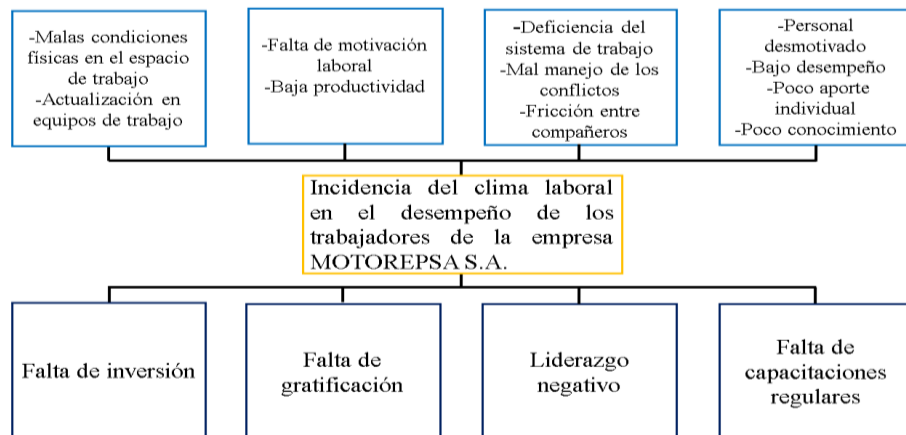 -Malas condiciones
físicas en el espacio
de trabajo
-Actualización en
equipos de trabajo
-Falta de motivación
laboral
-Baja productividad
-Deficiencia del
sistema de trabajo
-Mal manejo de los
conflictos
-Fricción entre
compañeros
-Personal
desmotivado
-Bajo desempeño
-Poco aporte
individual
-Poco conocimiento
Incidencia del clima laboral
en el desempeño de los
trabajadores de la empresa
MOTOREPSA S.A.
Falta de inversión
Falta de
gratificación
Liderazgo
negativo
Falta de
capacitaciones
regulares